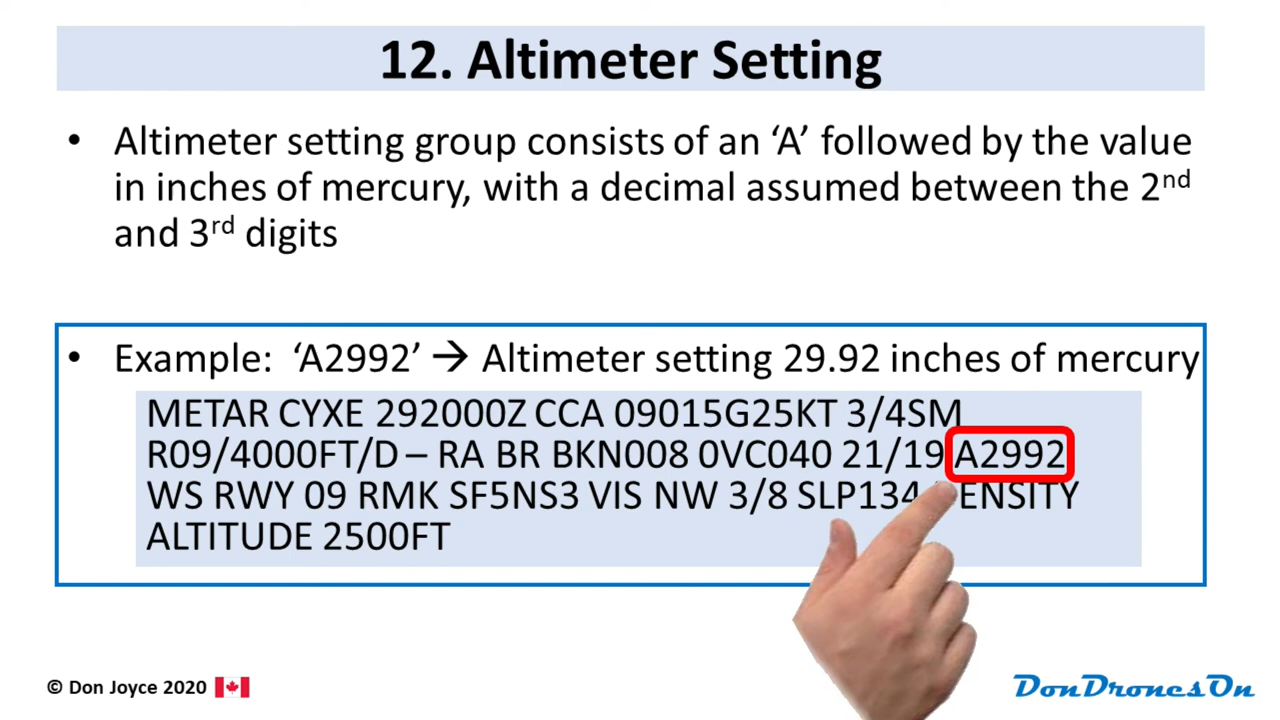 12. Altimeter Setting
• Altimeter setting group consists of an ‘A’ followed by the value
in inches of mercury, with a decimal assumed between the 2nd
and 3rd digits
• Example: ‘A2992’ → Altimeter setting 29.92 inches of mercury
METAR CYXE 292000Z CCA 09015G25KT 3/4SM
R09/4000FT/D – RA BR BKN008 0VC040 21/19 A2992
WS RWY 09 RMK SF5NS3 VIS NW 3/8 SLP134 ENSITY
ALTITUDE 2500FT
© Don Joyce 2020
DonDronesOn